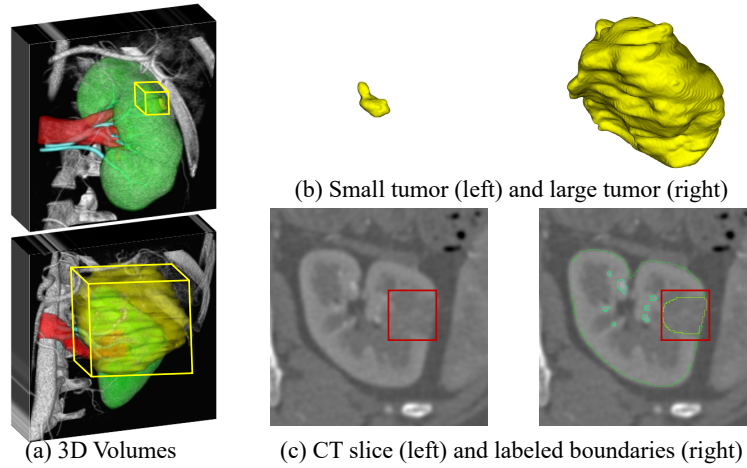 (b) Small tumor (left) and large tumor (right)
(a) 3D Volumes
(c) CT slice (left) and labeled boundaries (right)